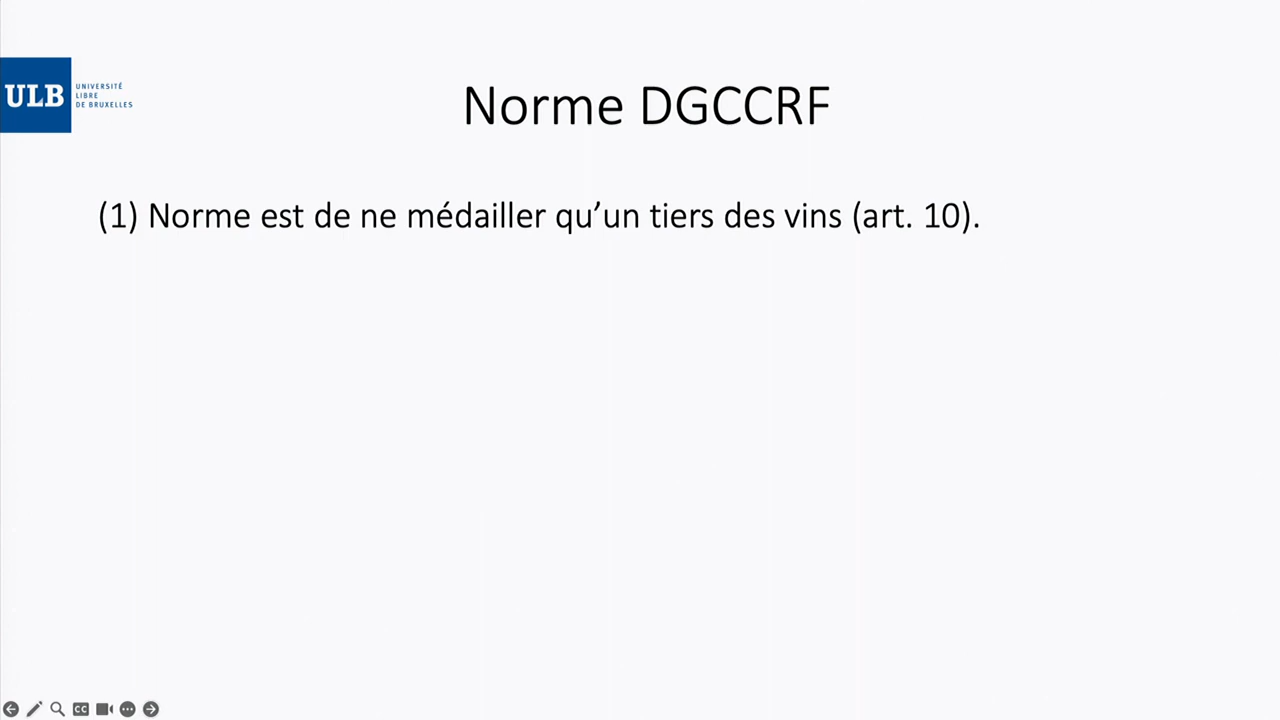 ULB
UNIVERSITÉ
LIBRE
DE BRUXELLES
Norme DGCCRF
(1) Norme est de ne médailler qu’un tiers des vins (art. 10).
CC